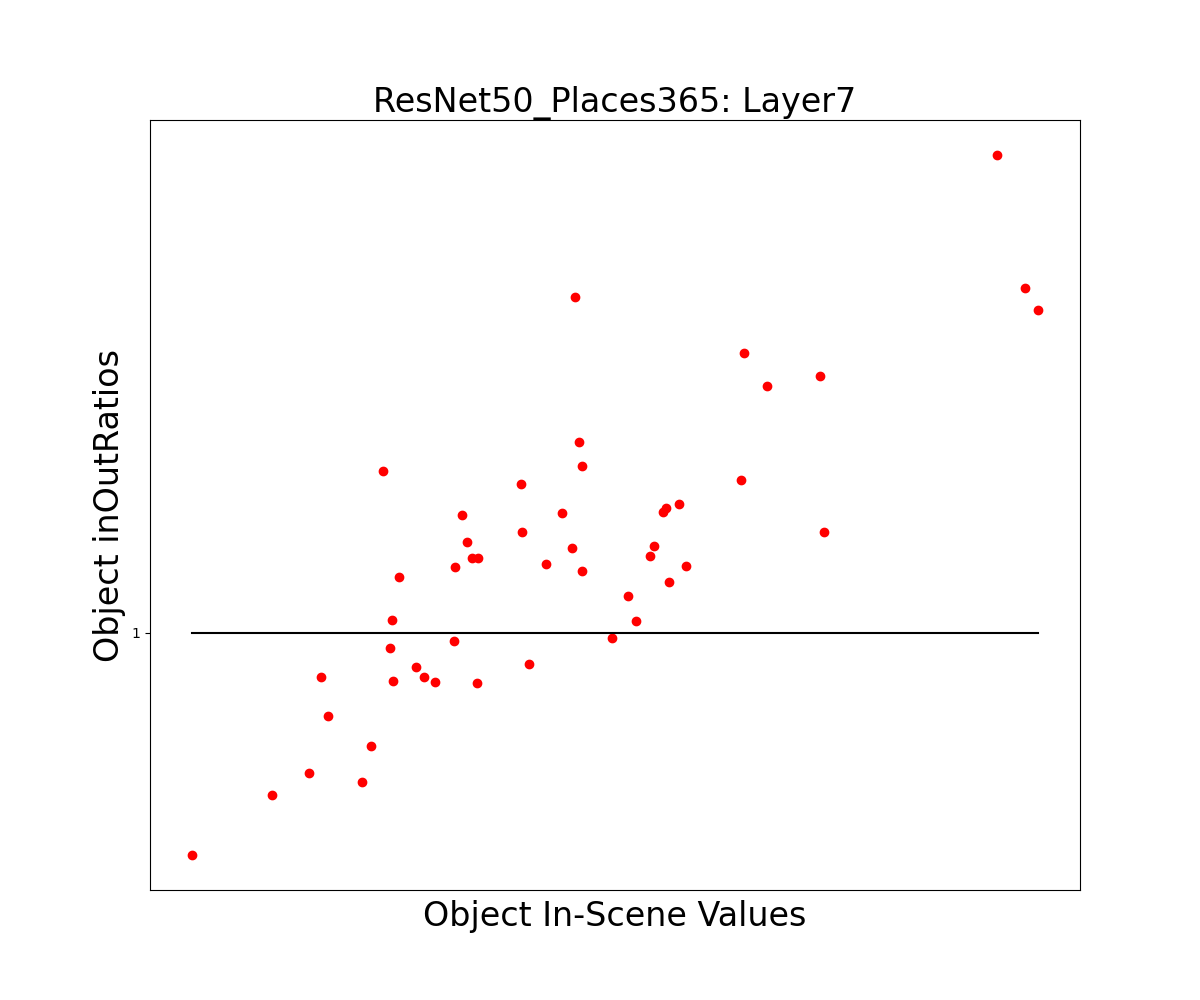 ResNet50_Places365: Layer7
Object inOutRatios
1
Object In-Scene Values